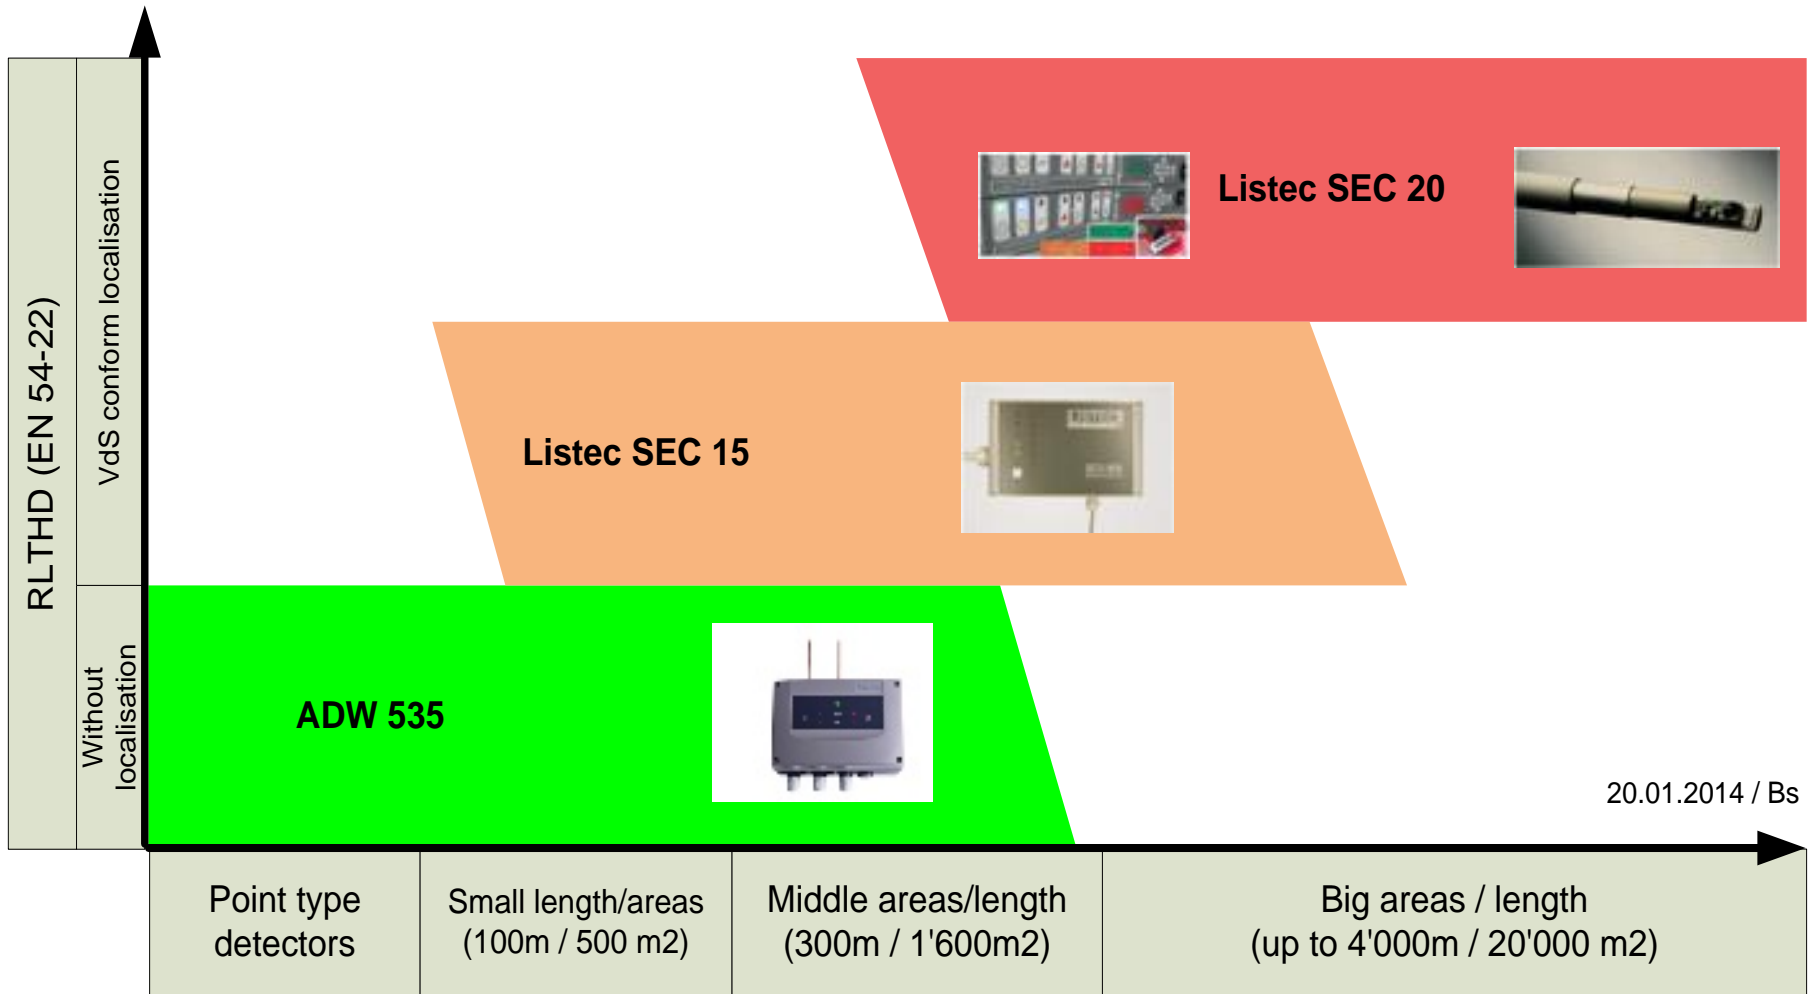 RLTHD (EN 54-22)
VdS conform localisation
Without
localisation
Listec SEC 20
Listec SEC 15
ADW 535
20.01.2014 / Bs
Point type
detectors
Small length/areas
(100m / 500 m2)
Middle areas/length
(300m / 1'600m2)
Big areas / length
(up to 4'000m / 20'000 m2)